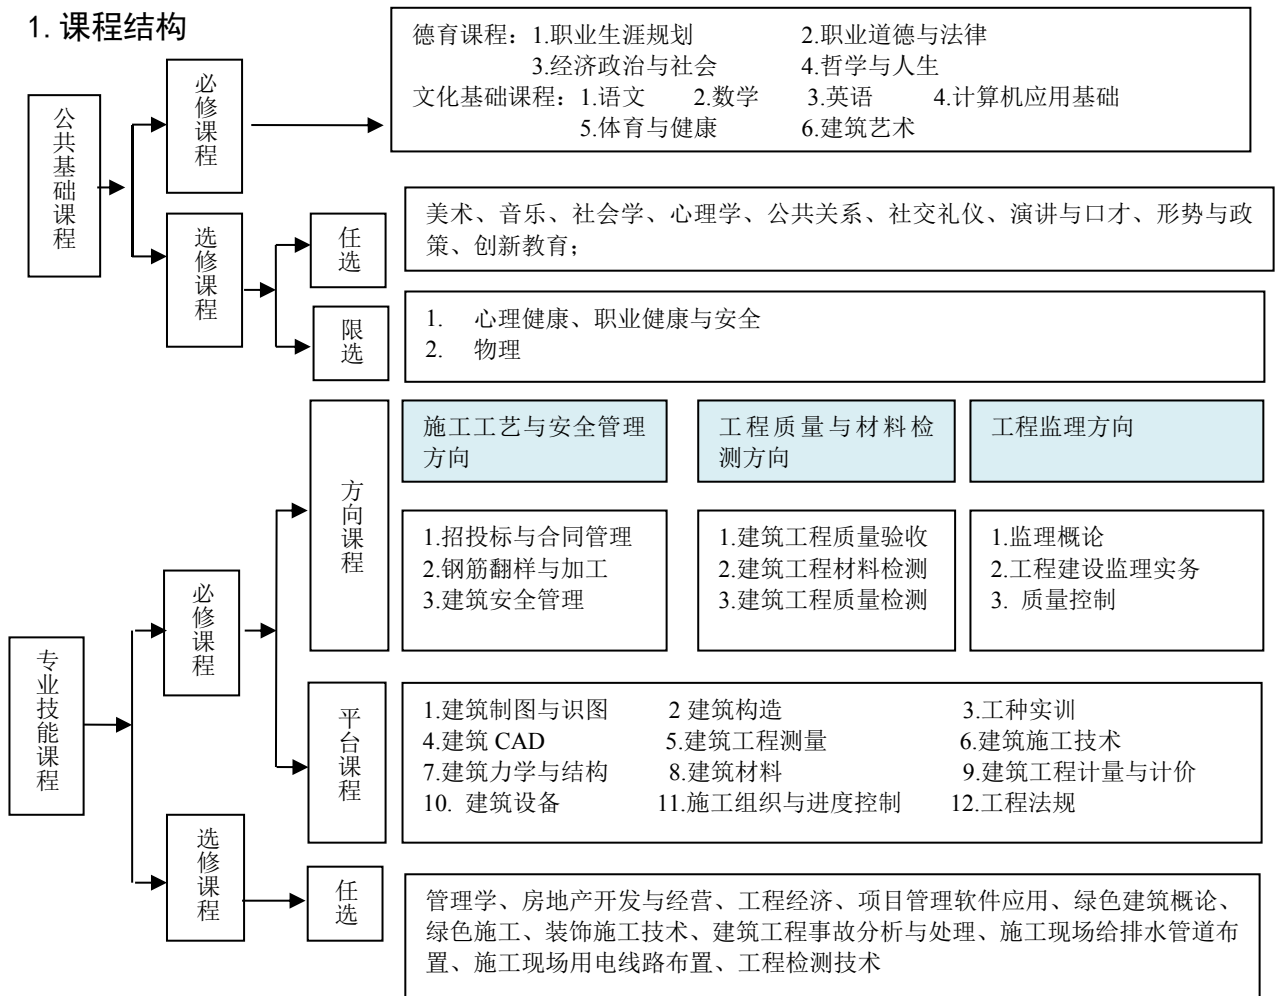 1.课程结构
公共基础课程
必修课程
德育课程：1.职业生涯规划 2.职业道德与法律
3.经济政治与社会 4.哲学与人生
文化基础课程：1.语文 2.数学 3.英语 4.计算机应用基础
5.体育与健康 6.建筑艺术
选修课程
任选
美术、音乐、社会学、心理学、公共关系、社交礼仪、演讲与口才、形势与政
策、创新教育；
限选
1. 心理健康、职业健康与安全
2. 物理
专业技能课程
必修课程
方向课程
施工工艺与安全管理
方向
工程质量与材料检
测方向
工程监理方向
1.招投标与合同管理
2.钢筋翻样与加工
3.建筑安全管理
1.建筑工程质量验收
2.建筑工程材料检测
3.建筑工程质量检测
1.监理概论
2.工程建设监理实务
3. 质量控制
平台课程
1.建筑制图与识图 2 建筑构造 3.工种实训
4.建筑 CAD 5.建筑工程测量 6.建筑施工技术
7.建筑力学与结构 8.建筑材料 9.建筑工程计量与计价
10. 建筑设备 11.施工组织与进度控制 12.工程法规
选修课程
任选
管理学、房地产开发与经营、工程经济、项目管理软件应用、绿色建筑概论、
绿色施工、装饰施工技术、建筑工程事故分析与处理、施工现场给排水管道布
置、施工现场用电线路布置、工程检测技术